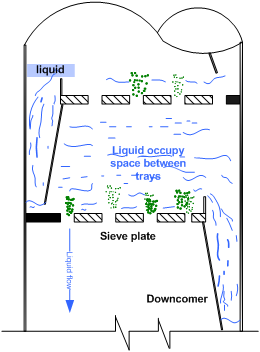 liquid
Liquid occupy
space between
trays
Sieve plate
Liquid flow
Downcomer